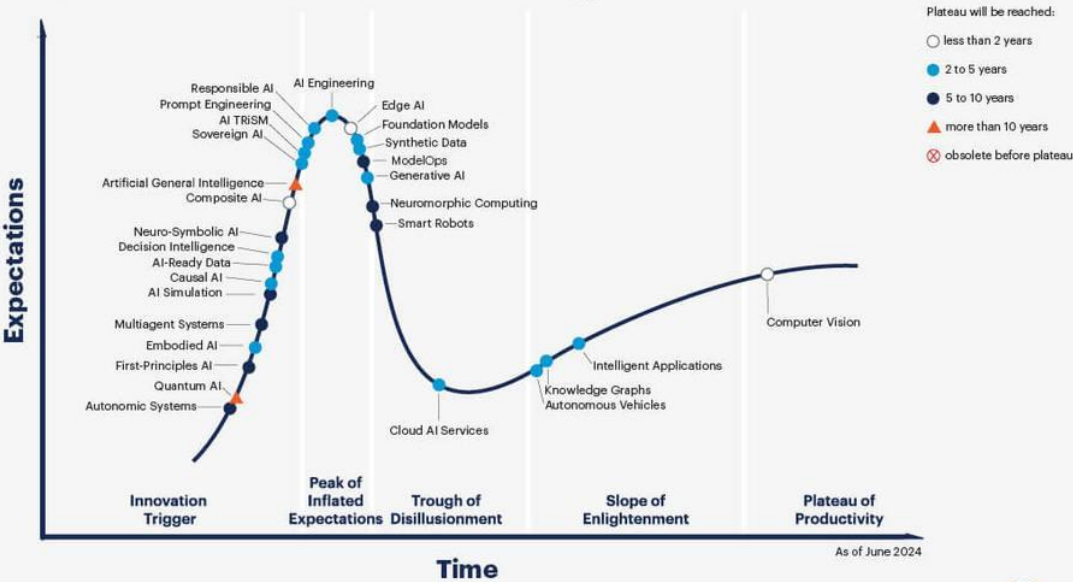 Plateau will be reached:
less than 2 years
2 to 5 years
5 to 10 years
more than 10 years
obsolete before plateau
Expectations
AI Engineering
Responsible AI
Prompt Engineering
AI TRiSM
Sovereign AI
Artificial General Intelligence
Composite AI
Neuro-Symbolic AI
Decision Intelligence
AI-Ready Data
Causal AI
AI Simulation
Multiagent Systems
Embodied AI
First-Principles AI
Quantum AI
Autonomic Systems
Edge AI
Foundation Models
Synthetic Data
ModelOps
Generative AI
Neuromorphic Computing
Smart Robots
Cloud AI Services
Computer Vision
Intelligent Applications
Knowledge Graphs
Autonomous Vehicles
Innovation
Trigger
Peak of
Inflated
Expectations
Trough of
Disillusionment
Slope of
Enlightenment
Plateau of
Productivity
Time
As of June 2024